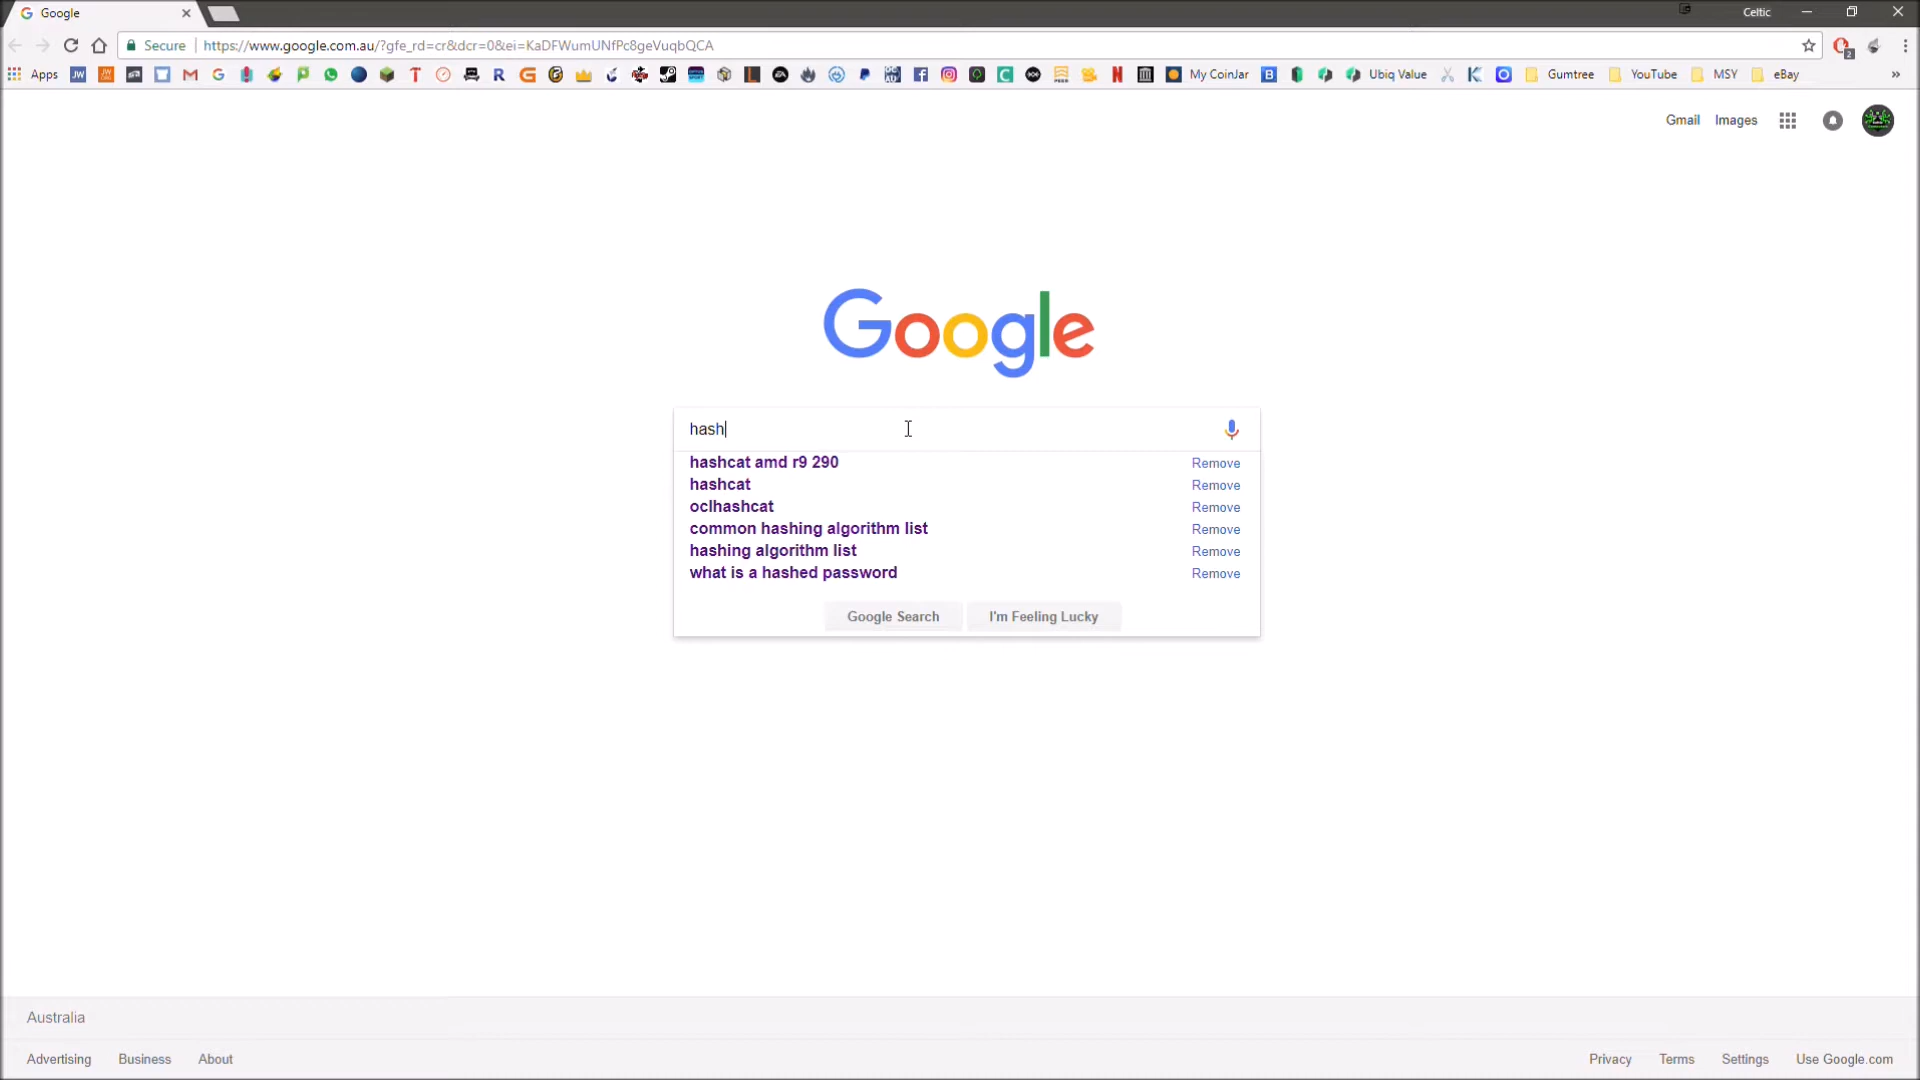 Google
Celtic
Secure
https://www.google.com.au/?gfe_rd=cr&dcr=0&ei=KaDFWumUNfPc8geVuqbQCA
2
Apps
My CoinJar
Ubiq Value
Gumtree
YouTube
MSY
eBay
»
Gmail
Images
Google
hash
hashcat amd r9 290 Remove
hashcat Remove
oclhashcat Remove
common hashing algorithm list Remove
hashing algorithm list Remove
what is a hashed password Remove
Google Search I'm Feeling Lucky
Australia
Advertising Business About Privacy Terms Settings Use Google.com